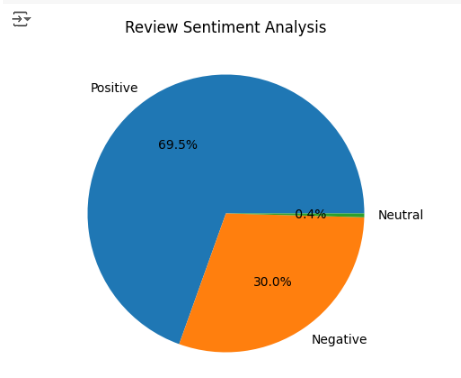 Review Sentiment Analysis
Positive
69.5%
0.4%
Neutral
30.0%
Negative